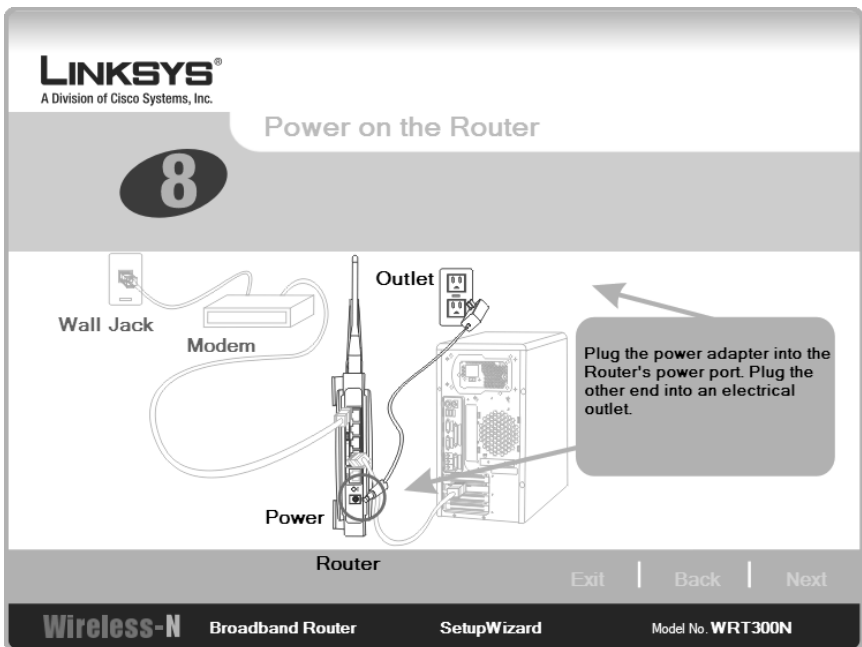 LINKSYS®
A Division of Cisco Systems, Inc.
Power on the Router
8
Outlet
Wall Jack
Modem
Plug the power adapter into the
Router's power port. Plug the
other end into an electrical
outlet.
Power
Router
Exit Back Next
Wireless-N Broadband Router SetupWizard Model No. WRT300N